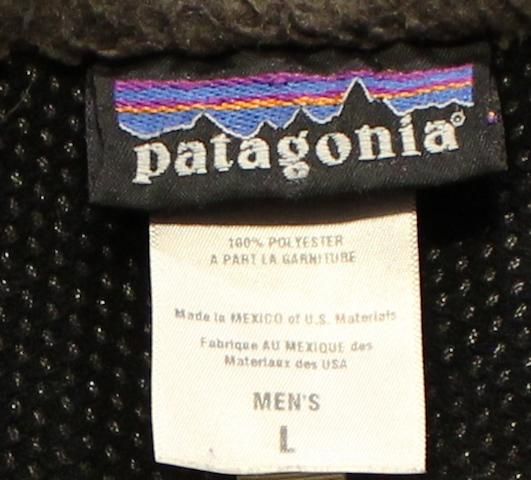 patagonia®
100% POLYESTER
A PART LA GARNITURE
Made in MEXICO of U.S. Materials
Fabrique AU MEXIQUE des
Materiaux des USA
MEN'S
L